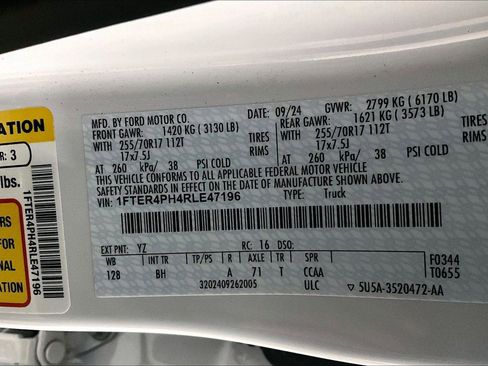 MFD. BY FORD MOTOR CO.
09/24 GVWR: 2799 KG ( 6170 LB)
FRONT GAWR: 1420 KG ( 3130 LB) REAR GAWR: 1621 KG ( 3573 LB)
WITH 255/70R17 112T TIRES WITH 255/70R17 112T TIRES
17x7.5J RIMS 17x7.5J RIMS
AT 260 kPa/ 38 PSI COLD AT 260 kPa/ 38 PSI COLD
THIS VEHICLE CONFORMS TO ALL APPLICABLE FEDERAL MOTOR VEHICLE
SAFETY STANDARDS IN EFFECT ON THE DATE OF MANUFACTURE SHOWN ABOVE.
VIN: 1FTER4PH4RLE47196 TYPE: Truck
EXT PNT: YZ RC: 16 DSO:
WB INT TR TP/PS R AXLE TR SPR F0344
128 BH A 71 T CCAA T0655
3202409262005 ULC 5U5A-3520472-AA
ATION
R: 3
lbs.
RS
FOR
NAL
ATION
1FTER4PH4RLE47196